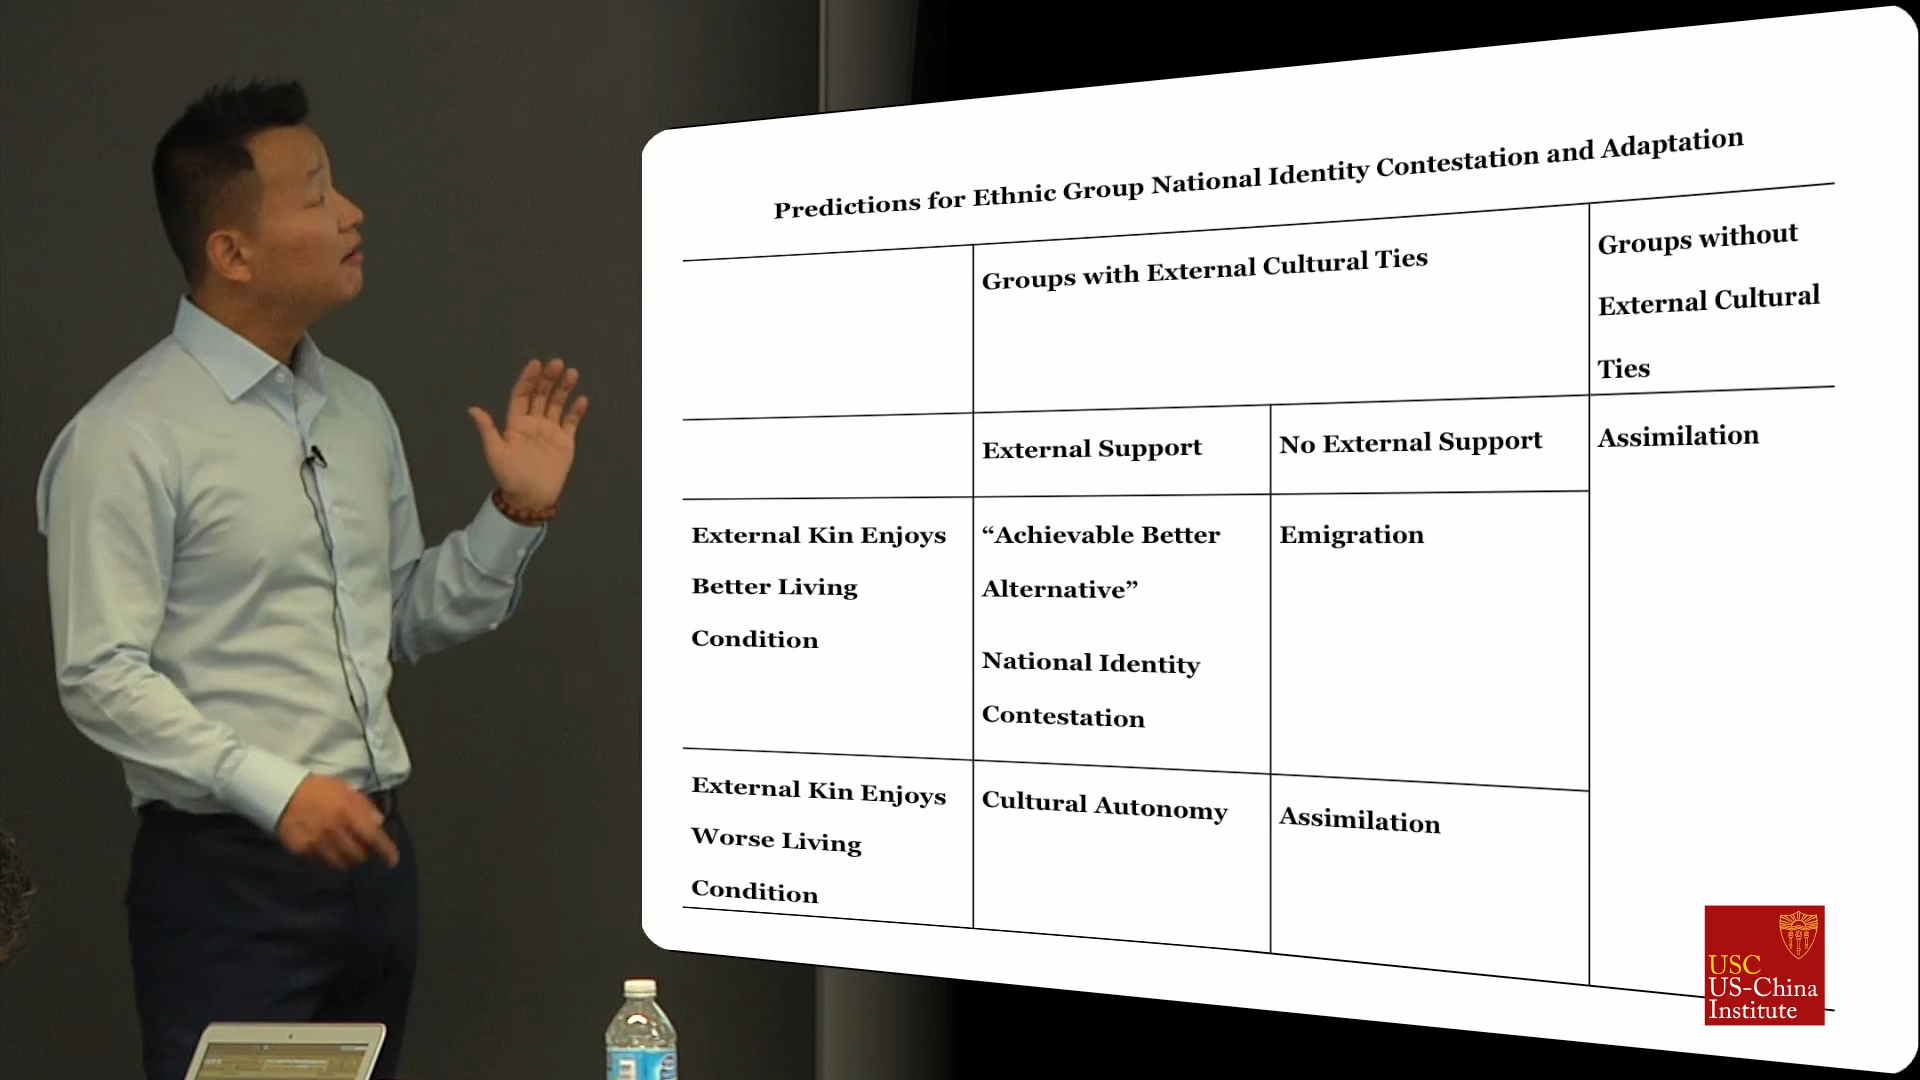 Predictions for Ethnic Group National Identity Contestation and Adaptation
Groups with External Cultural Ties
Groups without
External Cultural
Ties
External Support
No External Support
Assimilation
External Kin Enjoys
Better Living
Condition
“Achievable Better
Alternative”
National Identity
Contestation
Emigration
External Kin Enjoys
Worse Living
Condition
Cultural Autonomy
Assimilation
USC
US-China
Institute